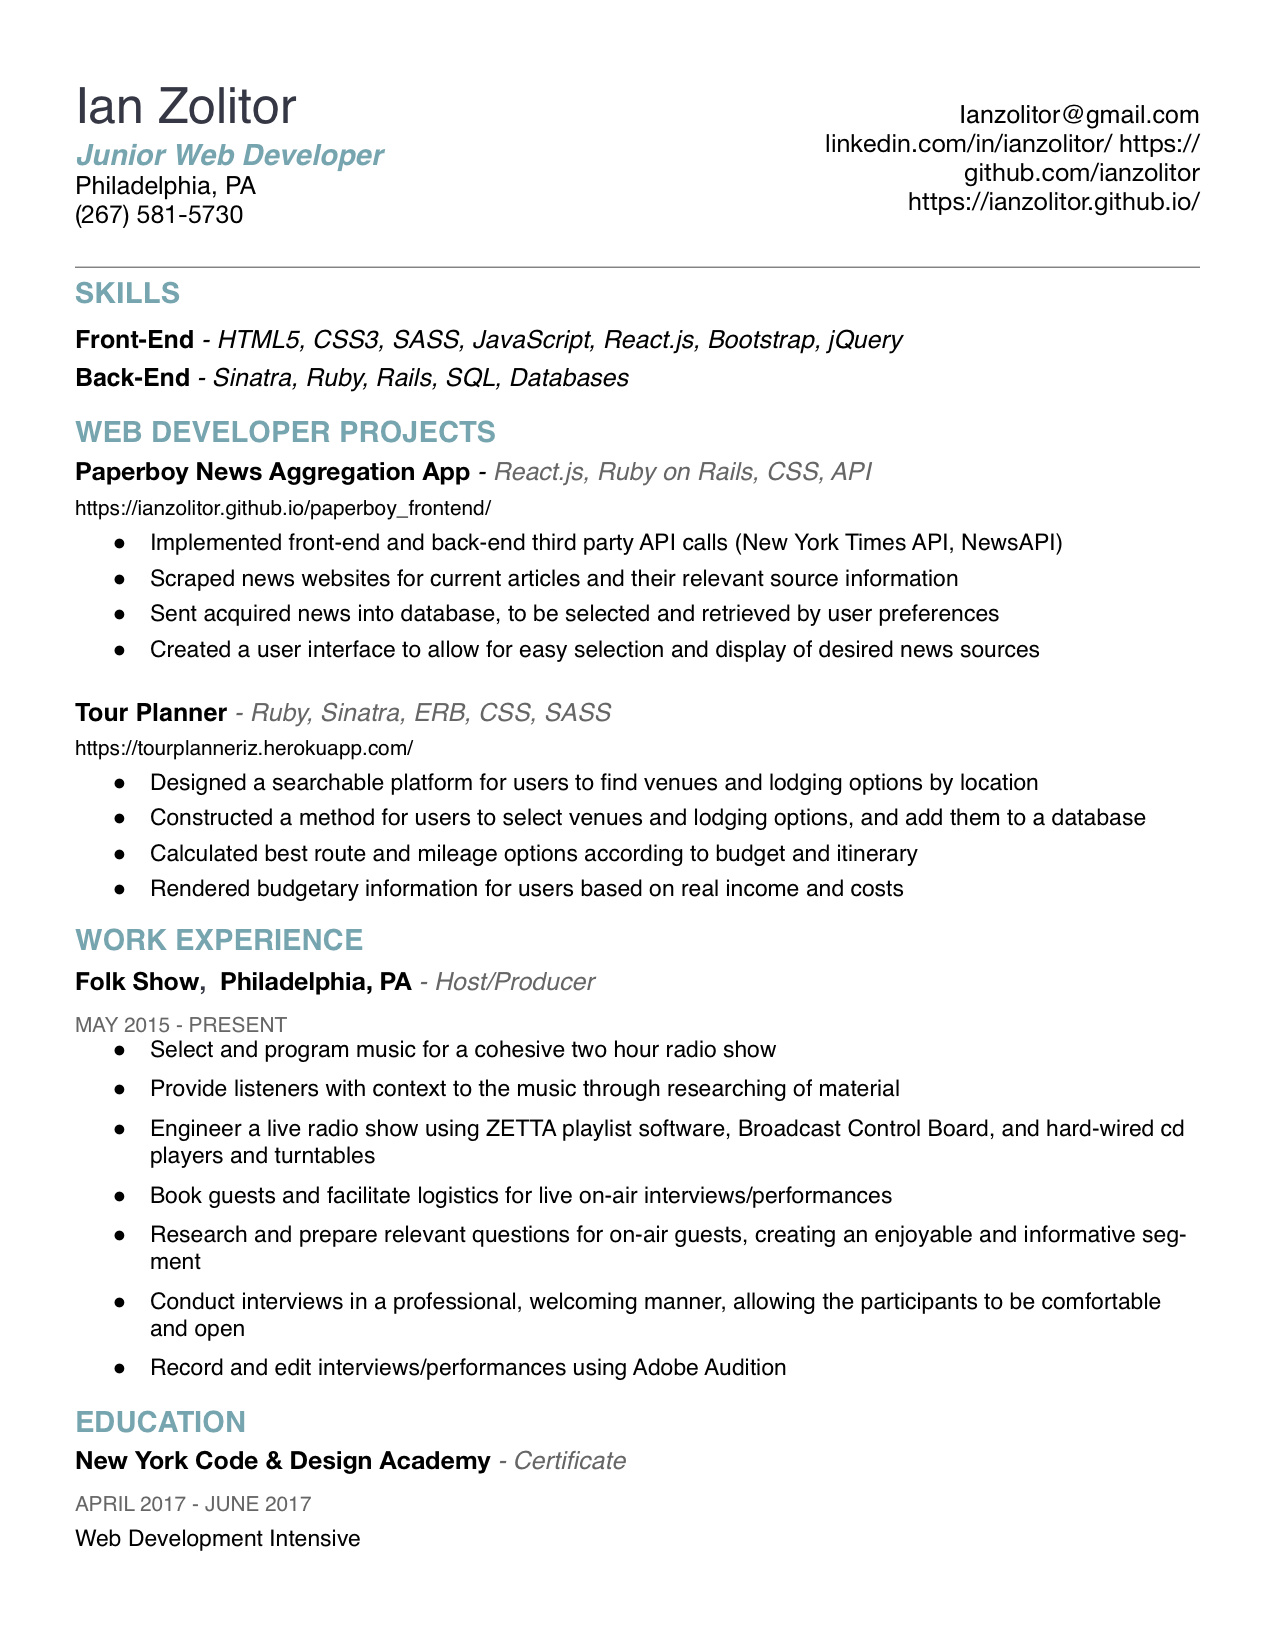 Ian Zolitor
Junior Web Developer
Philadelphia, PA
(267) 581-5730
Ianzolitor@gmail.com
linkedin.com/in/ianzolitor/ https://
github.com/ianzolitor
https://ianzolitor.github.io/
SKILLS
Front-End - HTML5, CSS3, SASS, JavaScript, React.js, Bootstrap, jQuery
Back-End - Sinatra, Ruby, Rails, SQL, Databases
WEB DEVELOPER PROJECTS
Paperboy News Aggregation App - React.js, Ruby on Rails, CSS, API
https://ianzolitor.github.io/paperboy_frontend/
● Implemented front-end and back-end third party API calls (New York Times API, NewsAPI)
● Scraped news websites for current articles and their relevant source information
● Sent acquired news into database, to be selected and retrieved by user preferences
● Created a user interface to allow for easy selection and display of desired news sources
Tour Planner - Ruby, Sinatra, ERB, CSS, SASS
https://tourplanneriz.herokuapp.com/
● Designed a searchable platform for users to find venues and lodging options by location
● Constructed a method for users to select venues and lodging options, and add them to a database
● Calculated best route and mileage options according to budget and itinerary
● Rendered budgetary information for users based on real income and costs
WORK EXPERIENCE
Folk Show,  Philadelphia, PA - Host/Producer
MAY 2015 - PRESENT
● Select and program music for a cohesive two hour radio show
● Provide listeners with context to the music through researching of material
● Engineer a live radio show using ZETTA playlist software, Broadcast Control Board, and hard-wired cd
players and turntables
● Book guests and facilitate logistics for live on-air interviews/performances
● Research and prepare relevant questions for on-air guests, creating an enjoyable and informative seg-
ment
● Conduct interviews in a professional, welcoming manner, allowing the participants to be comfortable
and open
● Record and edit interviews/performances using Adobe Audition
EDUCATION
New York Code & Design Academy - Certificate
APRIL 2017 - JUNE 2017
Web Development Intensive